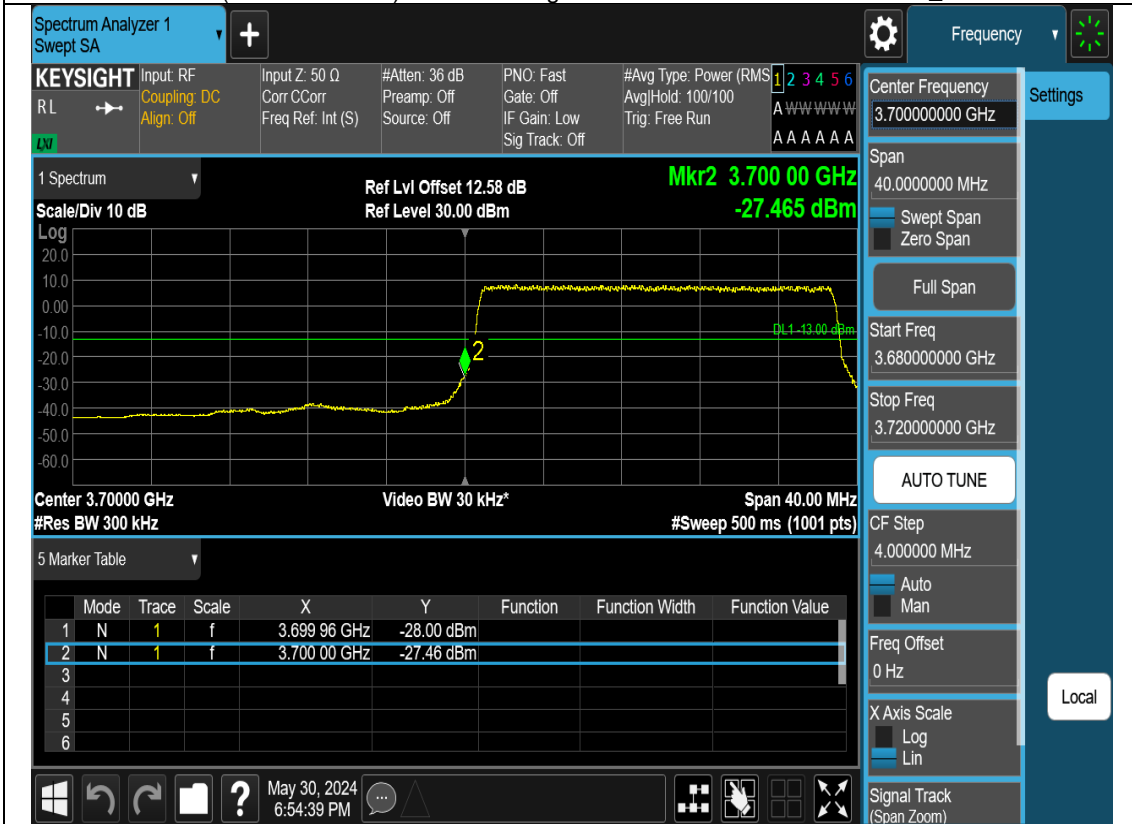 Spectrum Analyzer 1
Swept SA
+
Frequency
KEYSIGHT
RL
LXI
Input: RF
Coupling: DC
Align: Off
Input Z: 50 Ω
Corr CCorr
Freq Ref: Int (S)
#Atten: 36 dB
Preamp: Off
Source: Off
PNO: Fast
Gate: Off
IF Gain: Low
Sig Track: Off
#Avg Type: Power (RMS
Avg|Hold: 100/100
Trig: Free Run
1 2 3 4 5 6
A W W W W W
A A A A A A
1 Spectrum
Scale/Div 10 dB
Ref Lvl Offset 12.58 dB
Ref Level 30.00 dBm
Mkr2 3.700 00 GHz
-27.465 dBm
Log
20.0
10.0
0.00
-10.0
-20.0
-30.0
-40.0
-50.0
-60.0
DL1 -13.00 dBm
2
Center 3.70000 GHz
#Res BW 300 kHz
Video BW 30 kHz*
Span 40.00 MHz
#Sweep 500 ms (1001 pts)
5 Marker Table
Mode Trace Scale X Y Function Function Width Function Value
1 N 1 f 3.699 96 GHz -28.00 dBm
2 N 1 f 3.700 00 GHz -27.46 dBm
3
4
5
6
?
May 30, 2024
6:54:39 PM
Center Frequency
3.700000000 GHz
Settings
Span
40.0000000 MHz
Swept Span
Zero Span
Full Span
Start Freq
3.680000000 GHz
Stop Freq
3.720000000 GHz
AUTO TUNE
CF Step
4.000000 MHz
Auto
Man
Freq Offset
0 Hz
Local
X Axis Scale
Log
Lin
Signal Track
(Span Zoom)